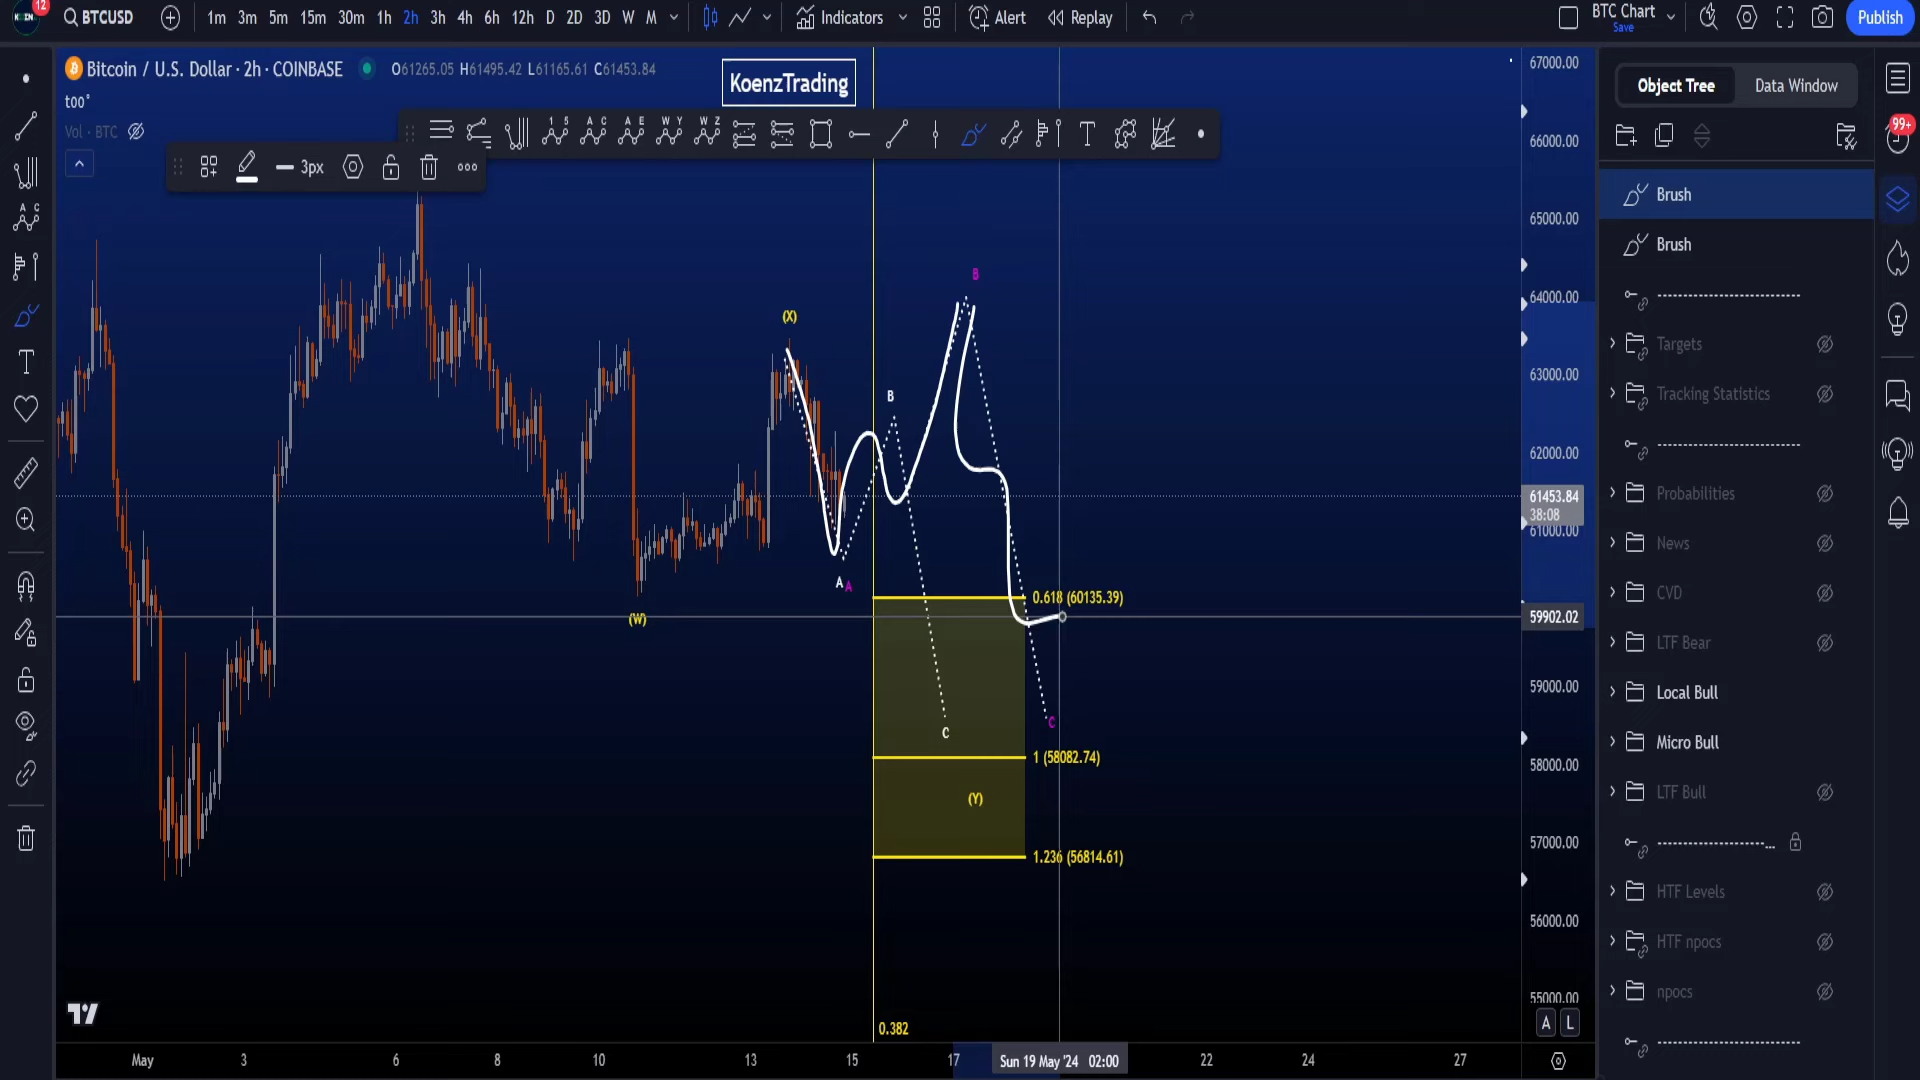 12
BTCUSD
1m 3m 5m 15m 30m 1h 2h 3h 4h 6h 12h D 2D 3D W M
Indicators
Alert
Replay
BTC Chart
Save
Publish
Bitcoin / U.S. Dollar · 2h · COINBASE
O61265.05 H61495.42 L61165.61 C61453.84
KoenzTrading
Vol · BTC
3px
T
Object Tree
Data Window
99+
Brush
Brush
Targets
Tracking Statistics
Probabilities
News
CVD
LTF Bear
Local Bull
Micro Bull
LTF Bull
HTF Levels
HTF npocs
npocs
(X)
B
B
A
A
(W)
C
C
(Y)
0.618 (60135.39)
1 (58082.74)
1.236 (56814.61)
0.382
67000.00
66000.00
65000.00
64000.00
63000.00
62000.00
61453.84
38:08
61000.00
59902.02
59000.00
58000.00
57000.00
56000.00
55000.00
A L
May 3 6 8 10 13 15 17 Sun 19 May '24 02:00 22 24 27